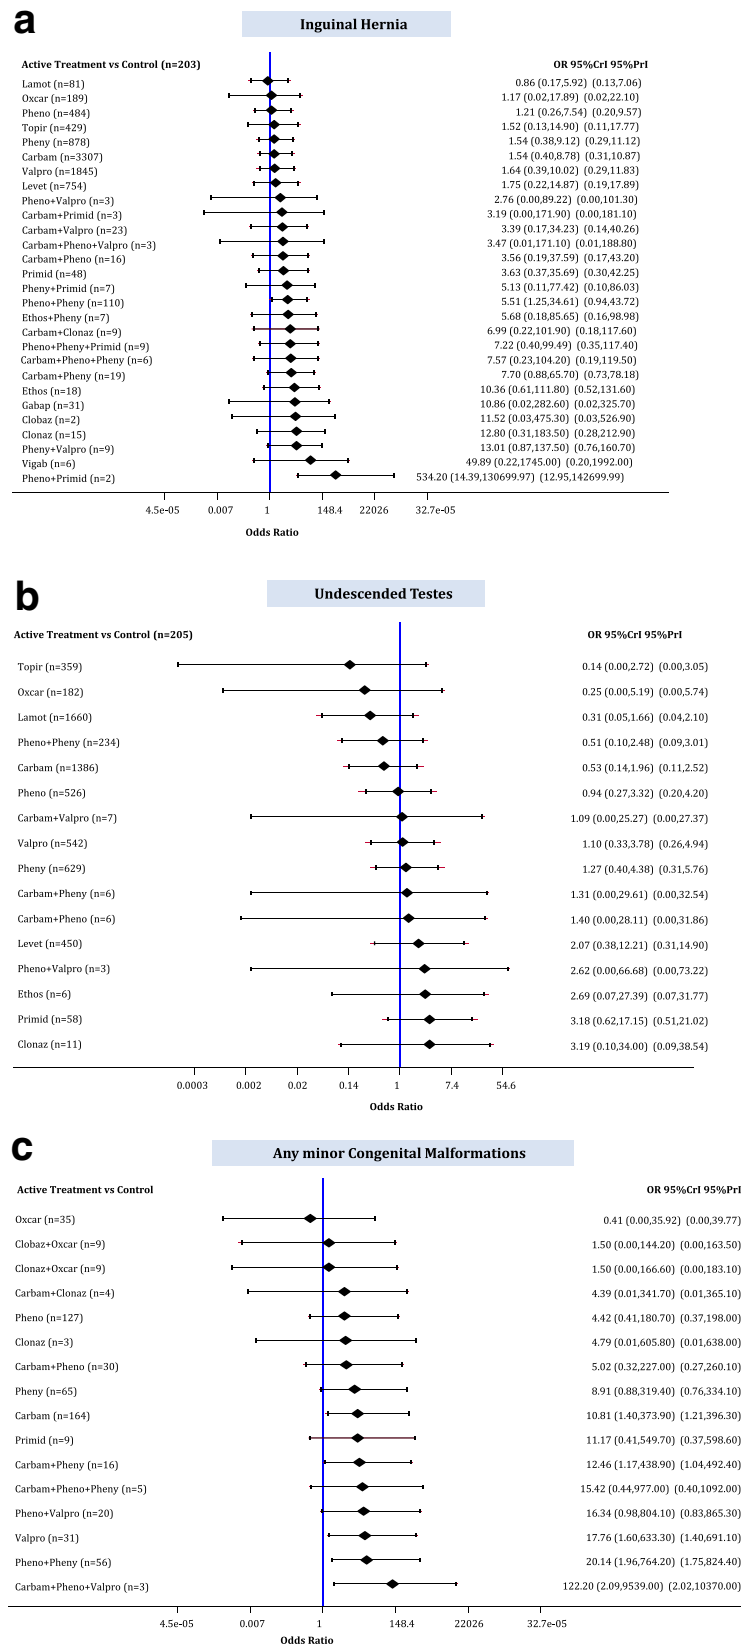 a
Inguinal Hernia
Active Treatment vs Control (n=203) OR 95%CrI 95%PrI
Lamot (n=81) 0.86 (0.17,5.92) (0.13,7.06)
Oxcar (n=189) 1.17 (0.02,17.89) (0.02,22.10)
Pheno (n=484) 1.21 (0.26,7.54) (0.20,9.57)
Topir (n=429) 1.52 (0.13,14.90) (0.11,17.77)
Pheny (n=878) 1.54 (0.38,9.12) (0.29,11.12)
Carbam (n=3307) 1.54 (0.40,8.78) (0.31,10.87)
Valpro (n=1845) 1.64 (0.39,10.02) (0.29,11.83)
Levet (n=754) 1.75 (0.22,14.87) (0.19,17.89)
Pheno+Valpro (n=3) 2.76 (0.00,89.22) (0.00,101.30)
Carbam+Primid (n=3) 3.19 (0.00,171.90) (0.00,181.10)
Carbam+Valpro (n=23) 3.39 (0.17,34.23) (0.14,40.26)
Carbam+Pheno+Valpro (n=3) 3.47 (0.01,171.10) (0.01,188.80)
Carbam+Pheno (n=16) 3.56 (0.19,37.59) (0.17,43.20)
Primid (n=48) 3.63 (0.37,35.69) (0.30,42.25)
Pheny+Primid (n=7) 5.13 (0.11,77.42) (0.10,86.03)
Pheno+Pheny (n=110) 5.51 (1.25,34.61) (0.94,43.72)
Ethos+Pheny (n=7) 5.68 (0.18,85.65) (0.16,98.98)
Carbam+Clonaz (n=9) 6.99 (0.22,101.90) (0.18,117.60)
Pheno+Pheny+Primid (n=9) 7.22 (0.40,99.49) (0.35,117.40)
Carbam+Pheno+Pheny (n=6) 7.57 (0.23,104.20) (0.19,119.50)
Carbam+Pheny (n=19) 7.70 (0.88,65.70) (0.73,78.18)
Ethos (n=18) 10.36 (0.61,111.80) (0.52,131.60)
Gabap (n=31) 10.86 (0.02,282.60) (0.02,325.70)
Clobaz (n=2) 11.52 (0.03,475.30) (0.03,526.90)
Clonaz (n=15) 12.80 (0.31,183.50) (0.28,212.90)
Pheny+Valpro (n=9) 13.01 (0.87,137.50) (0.76,160.70)
Vigab (n=6) 49.89 (0.22,1745.00) (0.20,1992.00)
Pheno+Primid (n=2) 534.20 (14.39,130699.97) (12.95,142699.99)
4.5e-05 0.007 1 148.4 22026 32.7e-05
Odds Ratio
b
Undescended Testes
Active Treatment vs Control (n=205) OR 95%CrI 95%PrI
Topir (n=359) 0.14 (0.00,2.72) (0.00,3.05)
Oxcar (n=182) 0.25 (0.00,5.19) (0.00,5.74)
Lamot (n=1660) 0.31 (0.05,1.66) (0.04,2.10)
Pheno+Pheny (n=234) 0.51 (0.10,2.48) (0.09,3.01)
Carbam (n=1386) 0.53 (0.14,1.96) (0.11,2.52)
Pheno (n=526) 0.94 (0.27,3.32) (0.20,4.20)
Carbam+Valpro (n=7) 1.09 (0.00,25.27) (0.00,27.37)
Valpro (n=542) 1.10 (0.33,3.78) (0.26,4.94)
Pheny (n=629) 1.27 (0.40,4.38) (0.31,5.76)
Carbam+Pheny (n=6) 1.31 (0.00,29.61) (0.00,32.54)
Carbam+Pheno (n=6) 1.40 (0.00,28.11) (0.00,31.86)
Levet (n=450) 2.07 (0.38,12.21) (0.31,14.90)
Pheno+Valpro (n=3) 2.62 (0.00,66.68) (0.00,73.22)
Ethos (n=6) 2.69 (0.07,27.39) (0.07,31.77)
Primid (n=58) 3.18 (0.62,17.15) (0.51,21.02)
Clonaz (n=11) 3.19 (0.10,34.00) (0.09,38.54)
0.0003 0.002 0.02 0.14 1 7.4 54.6
Odds Ratio
c
Any minor Congenital Malformations
Active Treatment vs Control OR 95%CrI 95%PrI
Oxcar (n=35) 0.41 (0.00,35.92) (0.00,39.77)
Clobaz+Oxcar (n=9) 1.50 (0.00,144.20) (0.00,163.50)
Clonaz+Oxcar (n=9) 1.50 (0.00,166.60) (0.00,183.10)
Carbam+Clonaz (n=4) 4.39 (0.01,341.70) (0.01,365.10)
Pheno (n=127) 4.42 (0.41,180.70) (0.37,198.00)
Clonaz (n=3) 4.79 (0.01,605.80) (0.01,638.00)
Carbam+Pheno (n=30) 5.02 (0.32,227.00) (0.27,260.10)
Pheny (n=65) 8.91 (0.88,319.40) (0.76,334.10)
Carbam (n=164) 10.81 (1.40,373.90) (1.21,396.30)
Primid (n=9) 11.17 (0.41,549.70) (0.37,598.60)
Carbam+Pheny (n=16) 12.46 (1.17,438.90) (1.04,492.40)
Carbam+Pheno+Pheny (n=5) 15.42 (0.44,977.00) (0.40,1092.00)
Pheno+Valpro (n=20) 16.34 (0.98,804.10) (0.83,865.30)
Valpro (n=31) 17.76 (1.60,633.30) (1.40,691.10)
Pheno+Pheny (n=56) 20.14 (1.96,764.20) (1.75,824.40)
Carbam+Pheno+Valpro (n=3) 122.20 (2.09,9539.00) (2.02,10370.00)
4.5e-05 0.007 1 148.4 22026 32.7e-05
Odds Ratio